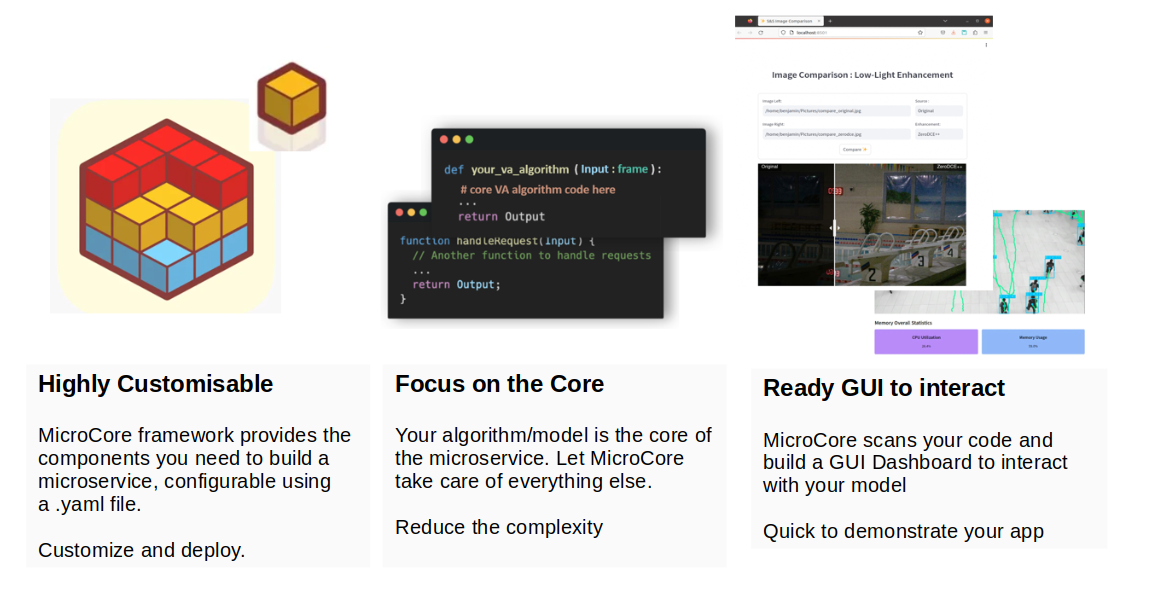 S&S Image Comparison
localhost:8501
Image Comparison : Low-Light Enhancement
Image Left:
Source :
/home/benjamin/Pictures/compare_original.jpg
Original
Image Right:
Enhancement:
/home/benjamin/Pictures/compare_zerodce.jpg
ZeroDCE++
Compare
Original
ZeroDCE++
2
3
4
Memory Overall Statistics
CPU Utilization
Memory Usage
def your_va_algorithm (Input:frame):
# core VA algorithm code here
...
return Output
function handleRequest(Input) {
// Another function to handle requests
...
return Output;
}
Highly Customisable
MicroCore framework provides the
components you need to build a
microservice, configurable using
a .yaml file.
Customize and deploy.
Focus on the Core
Your algorithm/model is the core of
the microservice. Let MicroCore
take care of everything else.
Reduce the complexity
Ready GUI to interact
MicroCore scans your code and
build a GUI Dashboard to interact
with your model
Quick to demonstrate your app